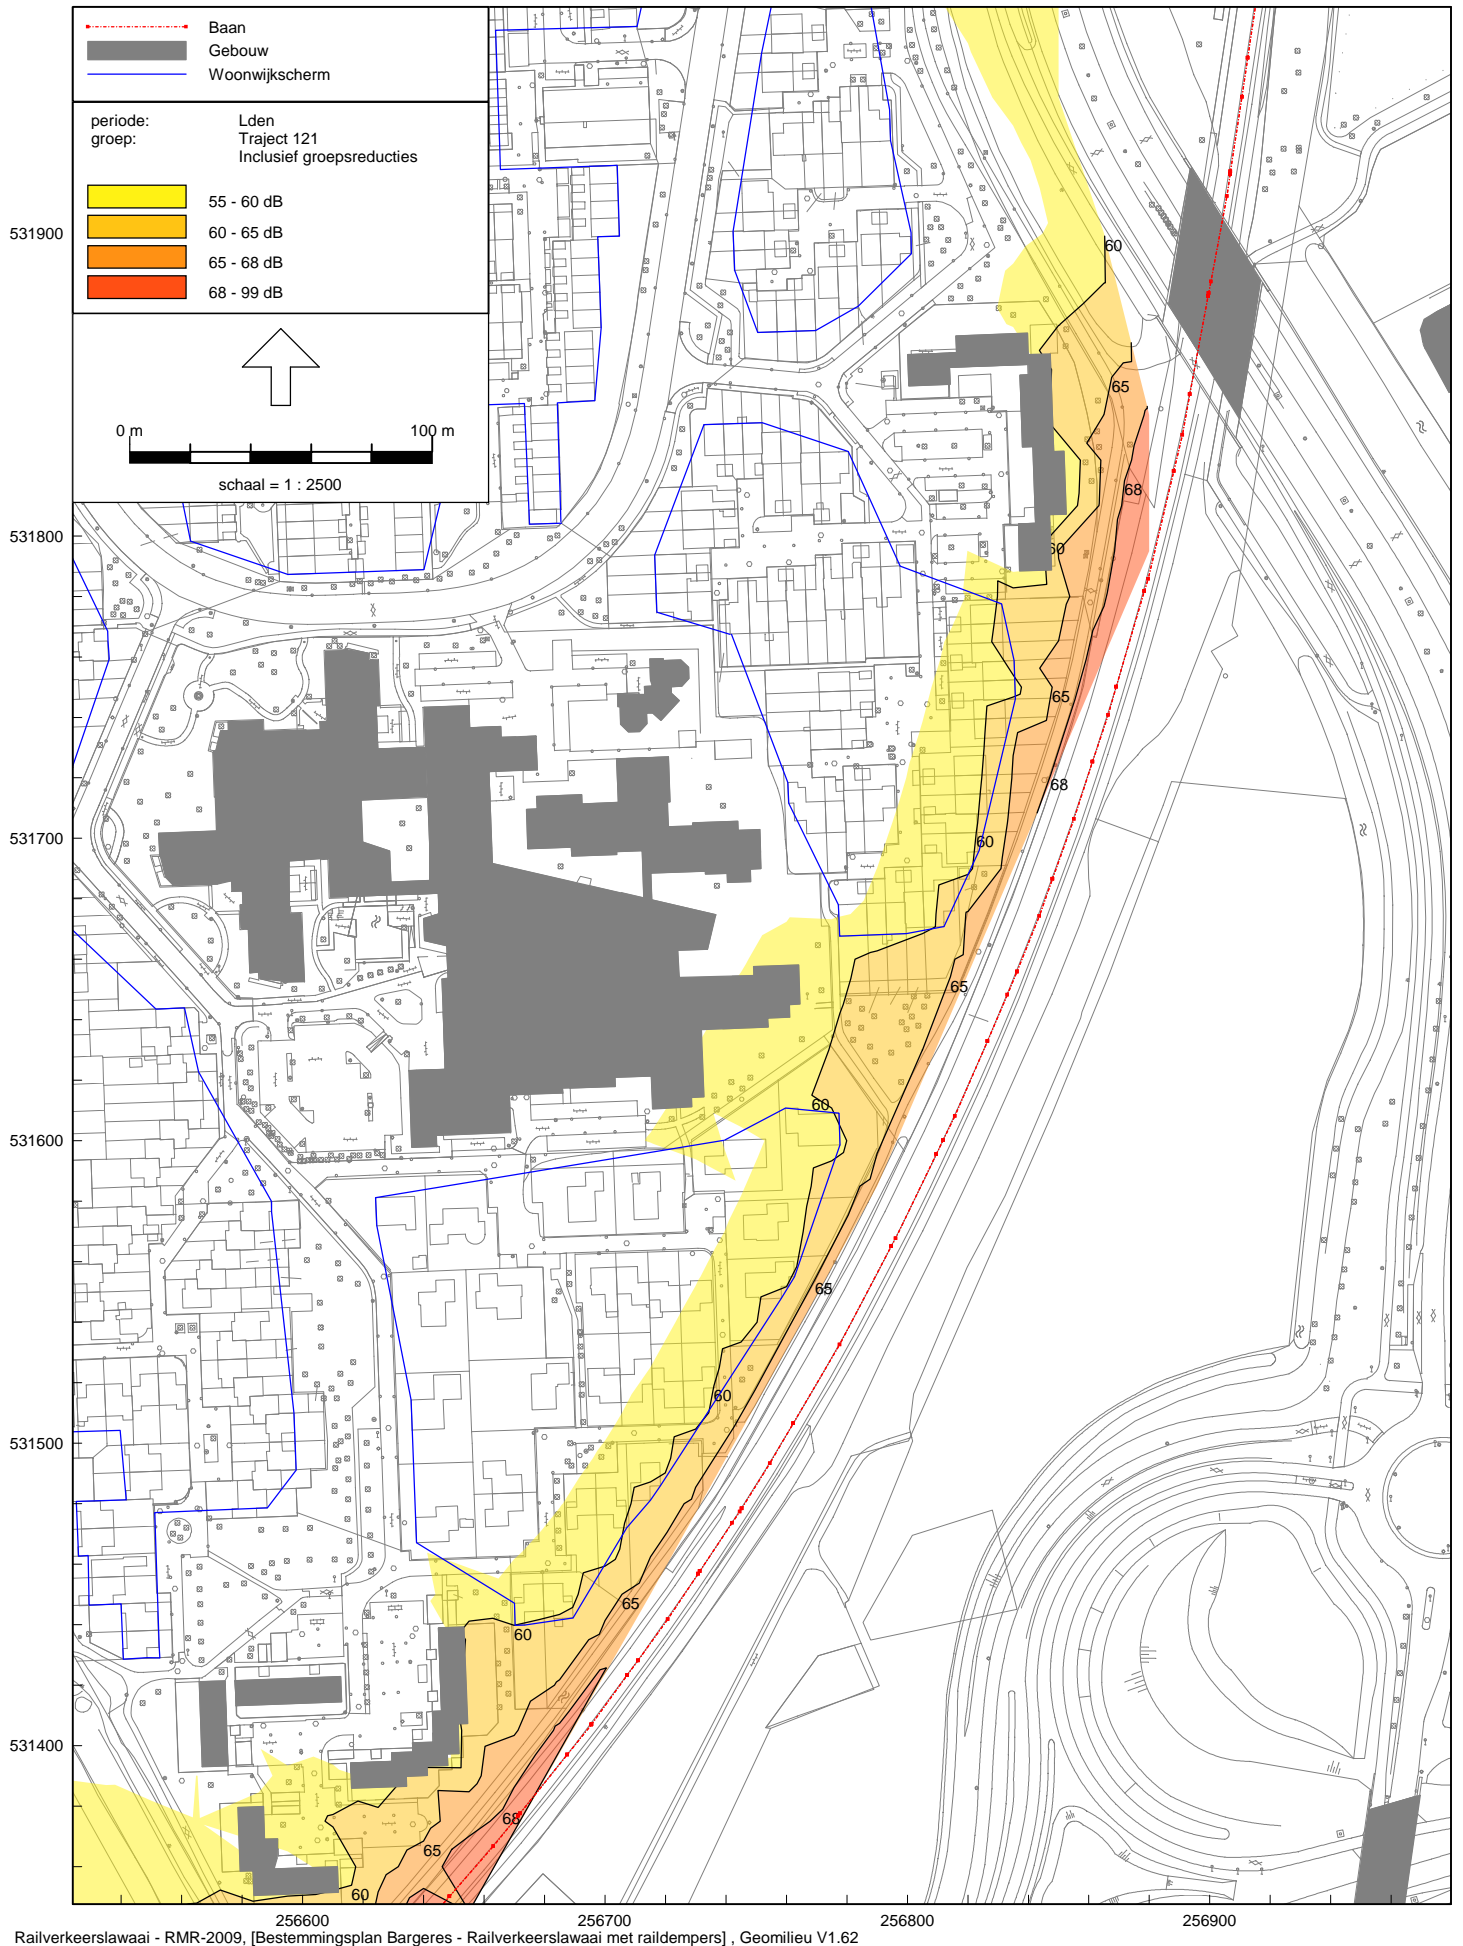 Baan
Gebouw
Woonwijkscherm
periode: Lden
groep: Traject 121
Inclusief groepsreducties
55 - 60 dB
60 - 65 dB
65 - 68 dB
68 - 99 dB
0 m 100 m
schaal = 1 : 2500
531900
531800
531700
531600
531500
531400
60
65
68
60
65
68
60
65
60
65
60
65
60
68
65
60
256600 256700 256800 256900
Railverkeerslawaai - RMR-2009, [Bestemmingsplan Bargeres - Railverkeerslawaai met raildempers] , Geomilieu V1.62